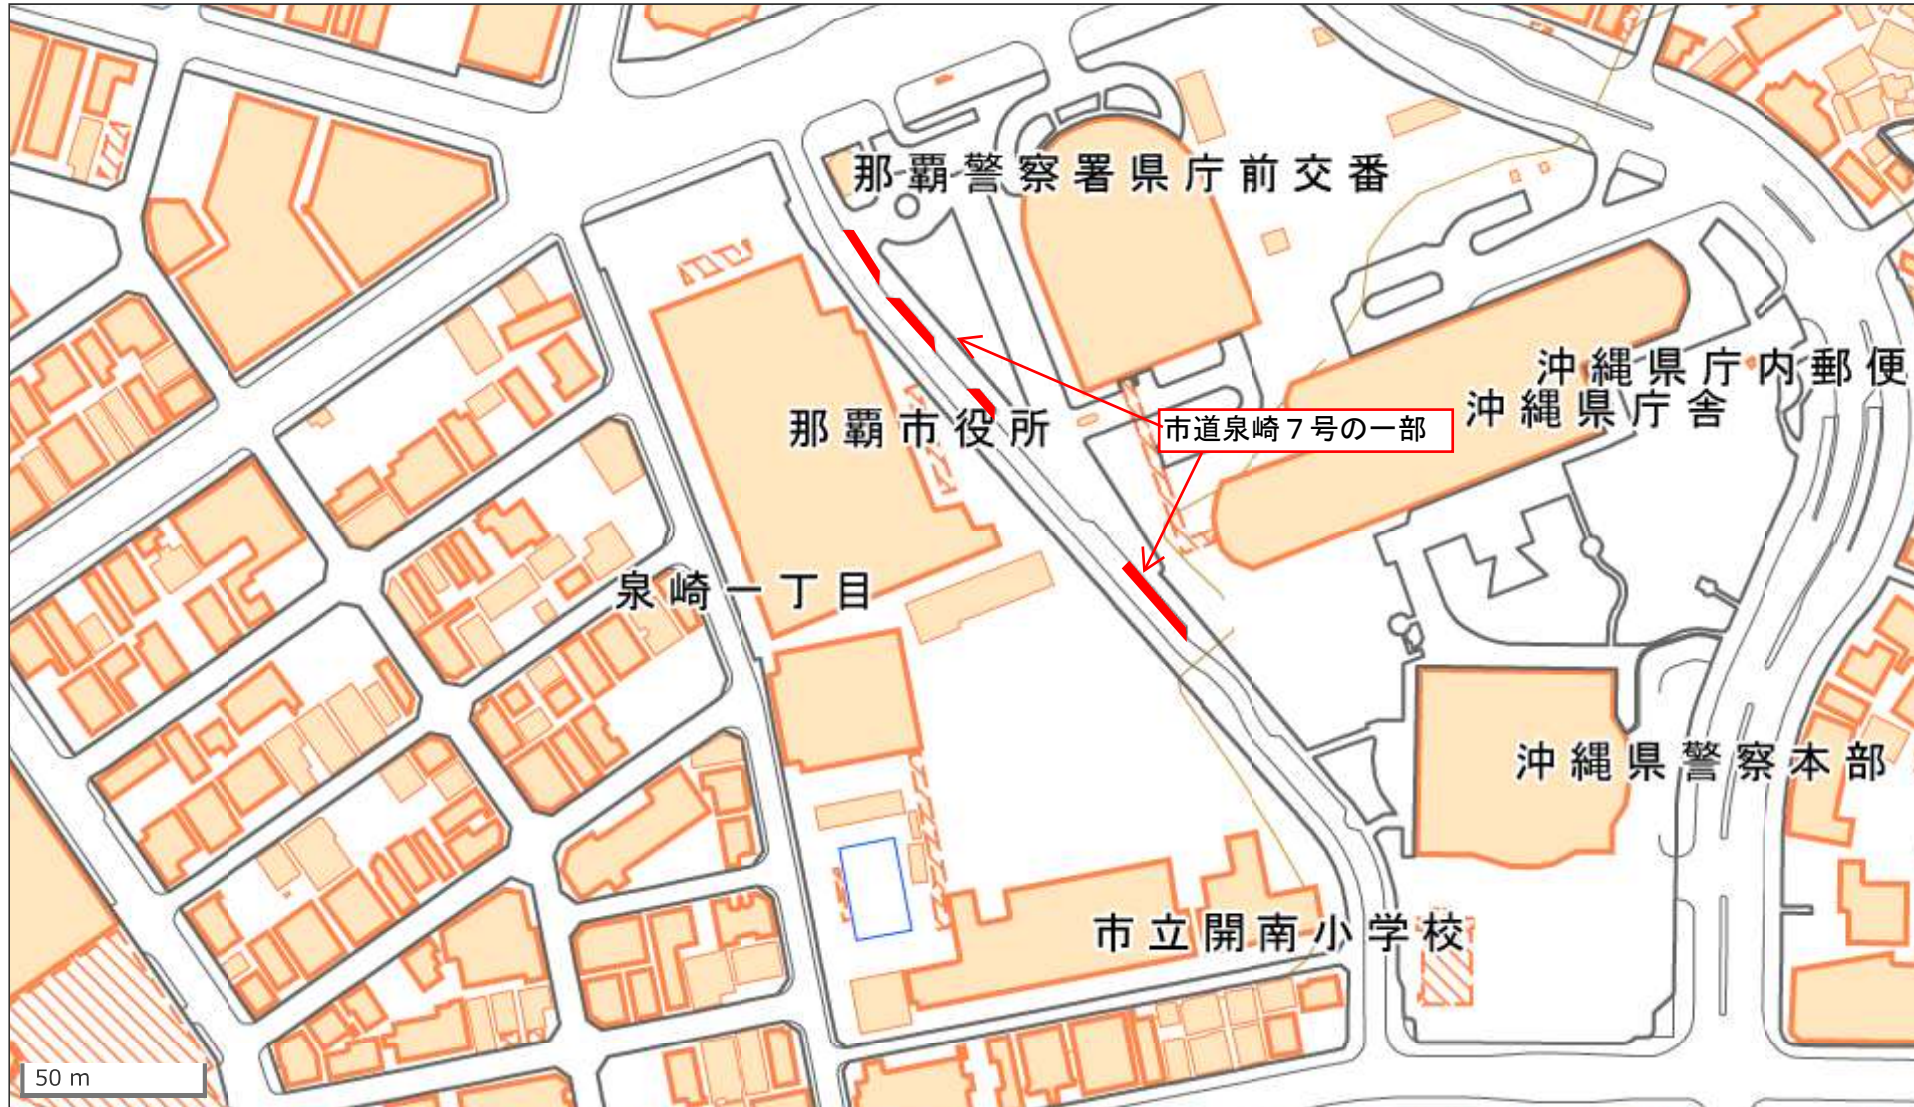 那覇警察署県庁前交番
沖縄県庁内郵便
沖縄県庁舎
那覇市役所
市道泉崎７号の一部
泉崎一丁目
沖縄県警察本部
市立開南小学校
50 m